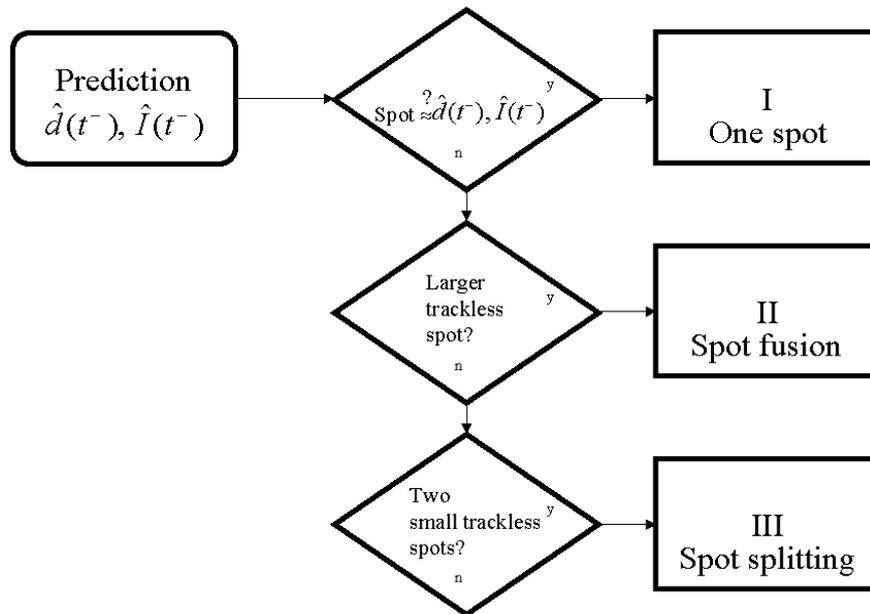 Prediction
d̂(t⁻), Î(t⁻)
Spot ≈̊? d̂(t⁻), Î(t⁻)
y
n
I
One spot
Larger
trackless
spot?
y
n
II
Spot fusion
Two
small trackless
spots?
y
n
III
Spot splitting